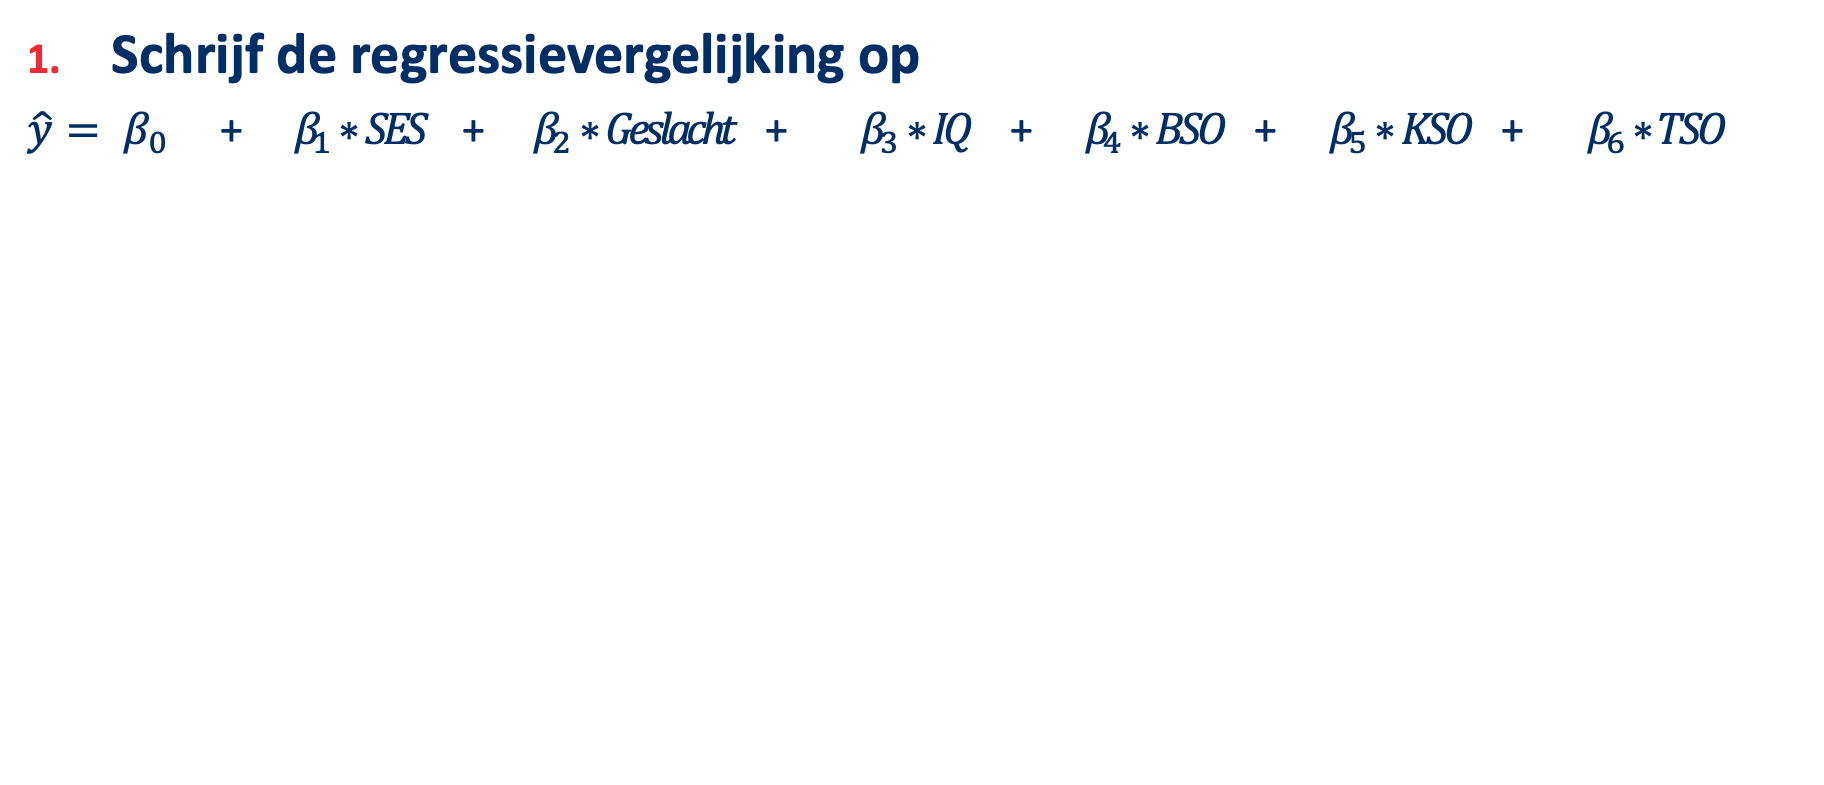 1. Schrijf de regressievergelijking op
ŷ = β₀ + β₁ ∗ SES + β₂ ∗ Geslacht + β₃ ∗ IQ + β₄ ∗ BSO + β₅ ∗ KSO + β₆ ∗ TSO